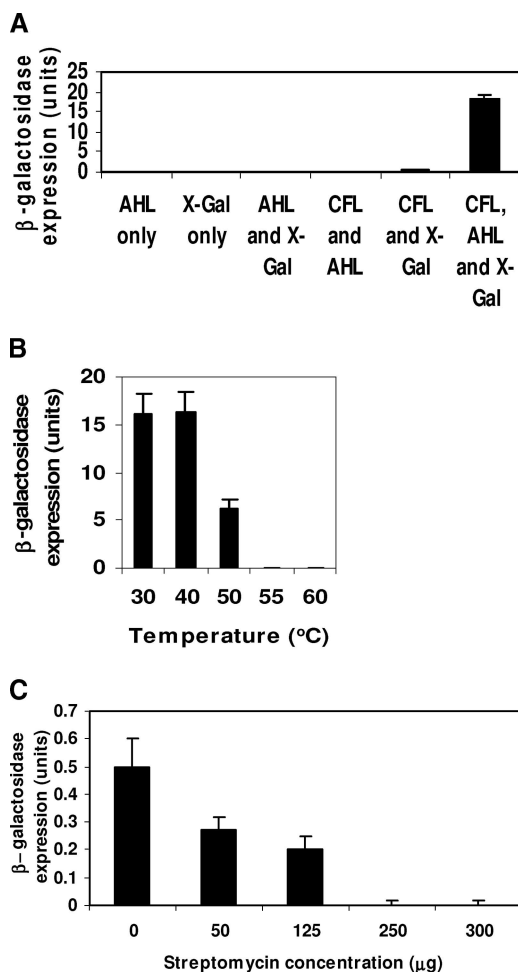 A
β-galactosidase
expression (units)
25
20
15
10
5
0
AHL only
X-Gal only
AHL and X-Gal
CFL and AHL
CFL and X-Gal
CFL, AHL and X-Gal
B
β-galactosidase
expression (units)
20
15
10
5
0
30 40 50 55 60
Temperature (°C)
C
β– galactosidase
expression (units)
0.7
0.6
0.5
0.4
0.3
0.2
0.1
0
0 50 125 250 300
Streptomycin concentration (µg)